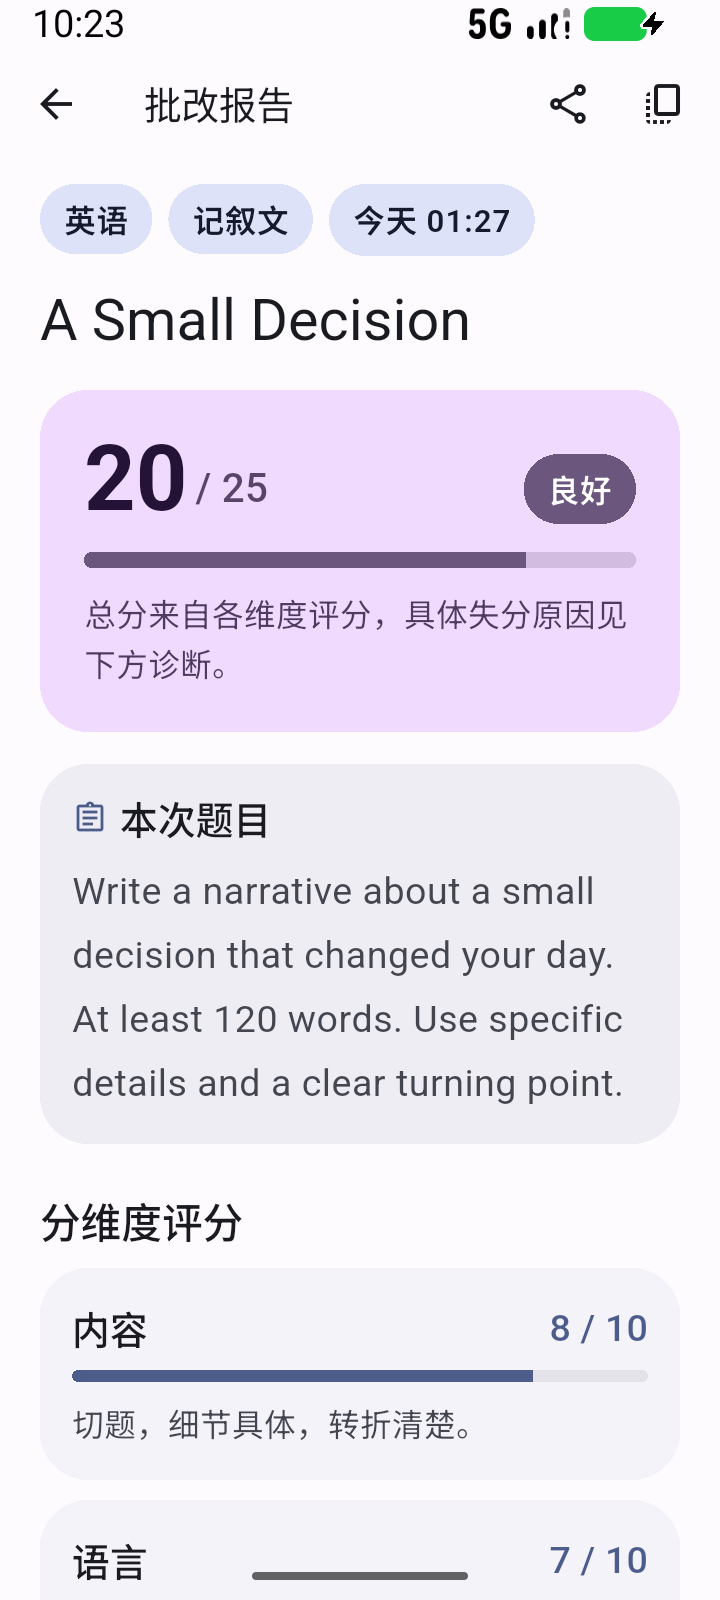 10:23 5G
批改报告
英语 记叙文 今天 01:27
A Small Decision
20 / 25 良好
总分来自各维度评分，具体失分原因见
下方诊断。
本次题目
Write a narrative about a small
decision that changed your day.
At least 120 words. Use specific
details and a clear turning point.
分维度评分
内容 8 / 10
切题，细节具体，转折清楚。
语言 7 / 10